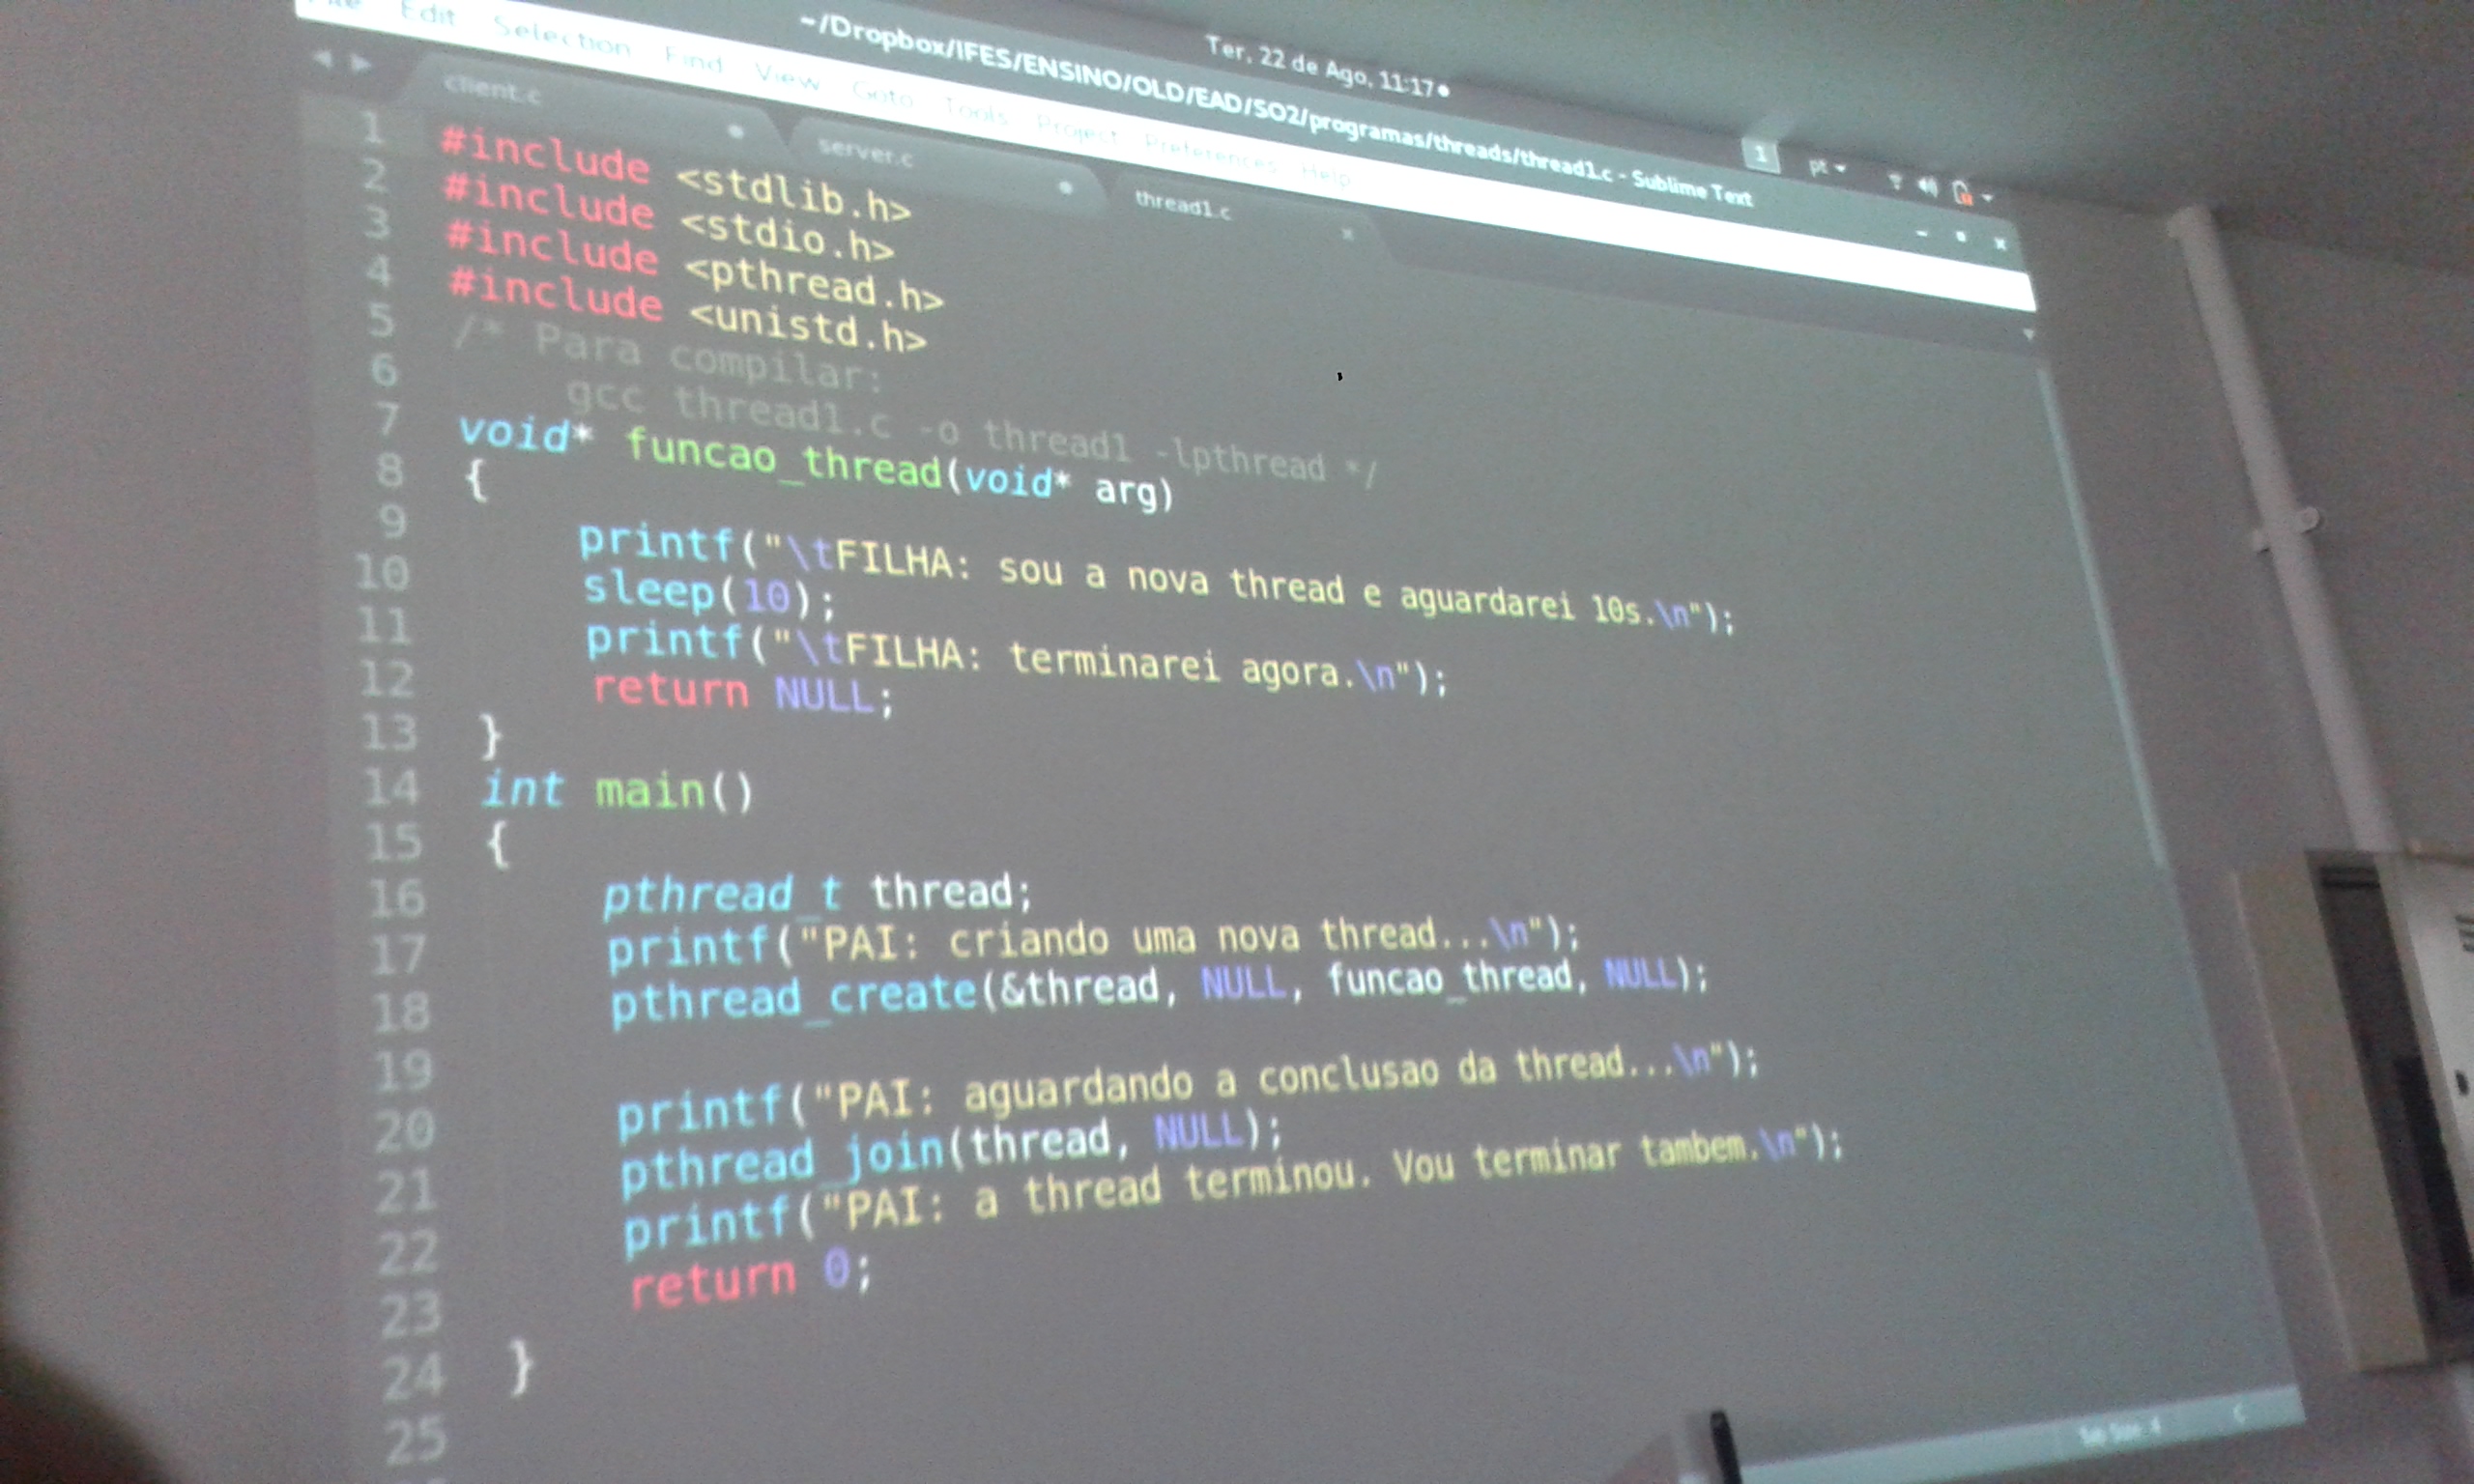 Ter, 22 de Ago, 11:17
1
pt
~/Dropbox/IFES/ENSINO/OLD/EAD/SO2/programas/threads/thread1.c - Sublime Text
Edit Selection Find View Goto Tools Project Preferences Help
client.c server.c thread1.c
1 #include <stdlib.h>
2 #include <stdio.h>
3 #include <pthread.h>
4 #include <unistd.h>
5 /* Para compilar:
6 gcc thread1.c -o thread1 -lpthread */
7 void* funcao_thread(void* arg)
8 {
9 printf("\tFILHA: sou a nova thread e aguardarei 10s.\n");
10 sleep(10);
11 printf("\tFILHA: terminarei agora.\n");
12 return NULL;
13 }
14 int main()
15 {
16 pthread_t thread;
17 printf("PAI: criando uma nova thread...\n");
18 pthread_create(&thread, NULL, funcao_thread, NULL);
19
20 printf("PAI: aguardando a conclusao da thread...\n");
21 pthread_join(thread, NULL);
22 printf("PAI: a thread terminou. Vou terminar tambem.\n");
23 return 0;
24 }
25